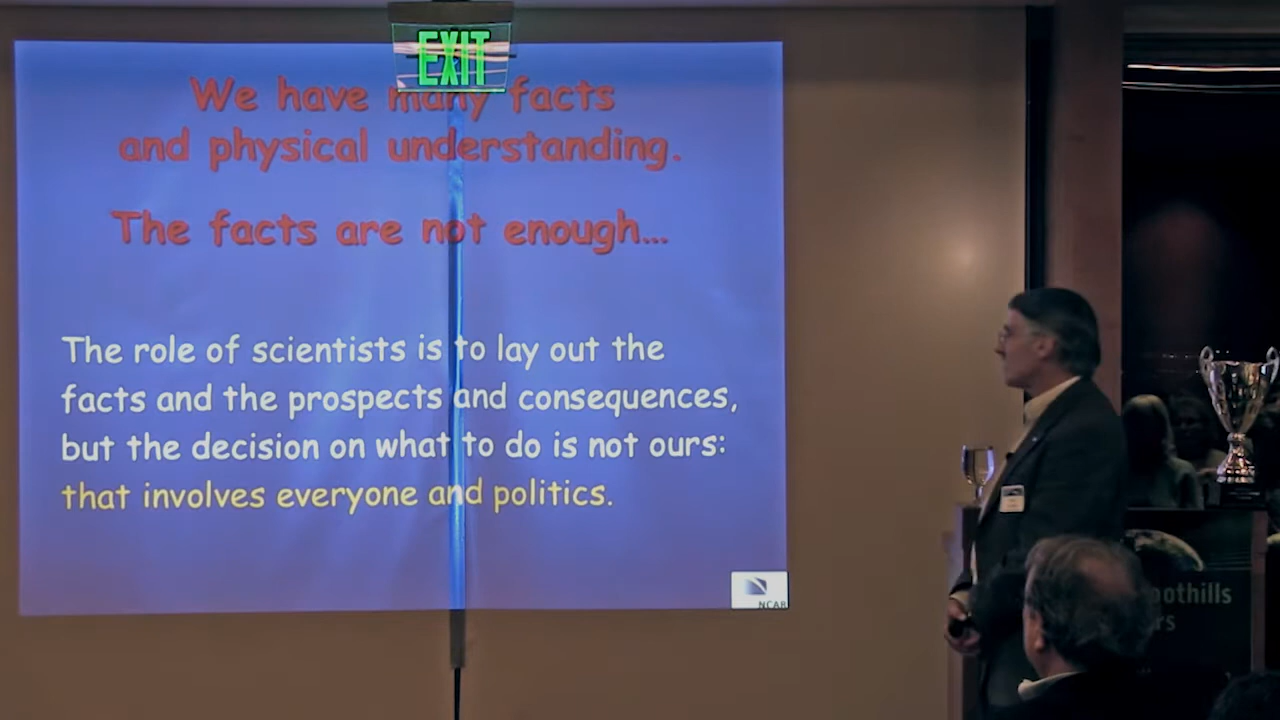 EXIT
We have many facts
and physical understanding.
The facts are not enough...
The role of scientists is to lay out the
facts and the prospects and consequences,
but the decision on what to do is not ours:
that involves everyone and politics.
NCAR
oothills
rs